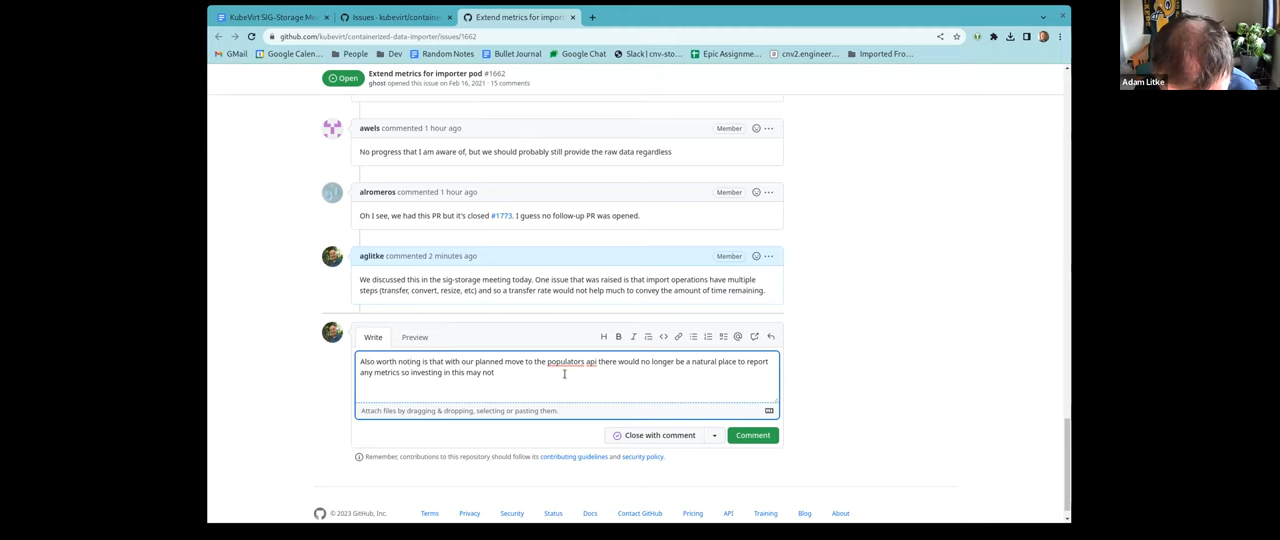 KubeVirt SIG-Storage Me
Issues · kubevirt/container
Extend metrics for import
github.com/kubevirt/containerized-data-importer/issues/1662
GMail
Google Calen...
People
Dev
Random Notes
Bullet Journal
Google Chat
Slack | cnv-sto...
Epic Assignme...
cnv2.engineer...
Imported Fro...
Adam Litke
Open
Extend metrics for importer pod #1662
ghost opened this issue on Feb 16, 2021 · 15 comments
awels commented 1 hour ago
Member
No progress that I am aware of, but we should probably still provide the raw data regardless
alromeros commented 1 hour ago
Member
Oh I see, we had this PR but it's closed #1773. I guess no follow-up PR was opened.
aglitke commented 2 minutes ago
Member
We discussed this in the sig-storage meeting today. One issue that was raised is that import operations have multiple
steps (transfer, convert, resize, etc) and so a transfer rate would not help much to convey the amount of time remaining.
Write
Preview
Also worth noting is that with our planned move to the populators api there would no longer be a natural place to report
any metrics so investing in this may not
Attach files by dragging & dropping, selecting or pasting them.
Close with comment
Comment
Remember, contributions to this repository should follow its contributing guidelines and security policy.
© 2023 GitHub, Inc.
Terms
Privacy
Security
Status
Docs
Contact GitHub
Pricing
API
Training
Blog
About